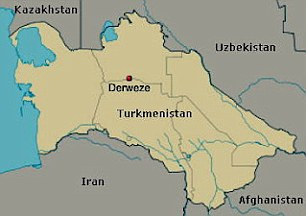 Kazakhstan
Uzbekistan
Derweze
Turkmenistan
Iran
Afghanistan